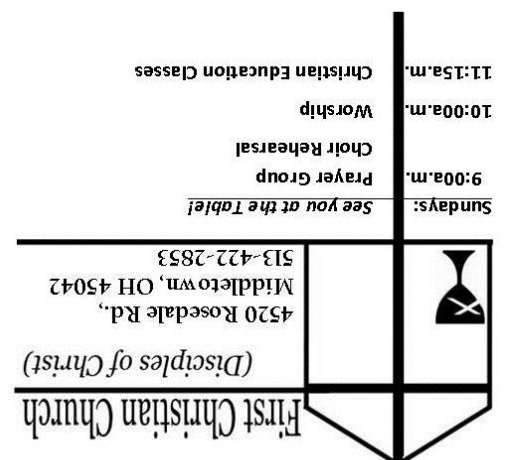 First Christian Church
(Disciples of Christ)
4520 Rosedale Rd.,
Middletown, OH 45042
513-422-2853
Sundays: See you at the Table!
9:00a.m. Prayer Group
Choir Rehearsal
10:00a.m. Worship
11:15a.m. Christian Education Classes